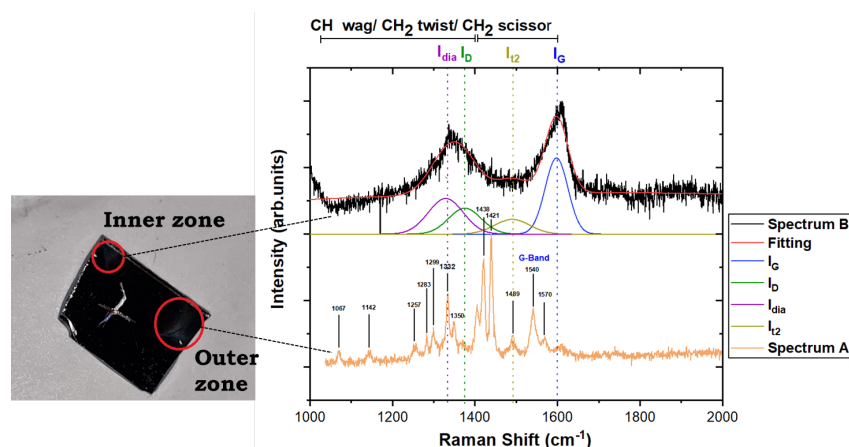 CH wag/ CH2 twist/ CH2 scissor
Idia ID It2 IG
Inner zone
Outer
zone
Intensity (arb.units)
1438
1421
1299
1283
1332
1257
1350
1067
1142
G-Band
1540
1489
1570
Spectrum B
Fitting
IG
ID
Idia
It2
Spectrum A
1000 1200 1400 1600 1800 2000
Raman Shift (cm-1)